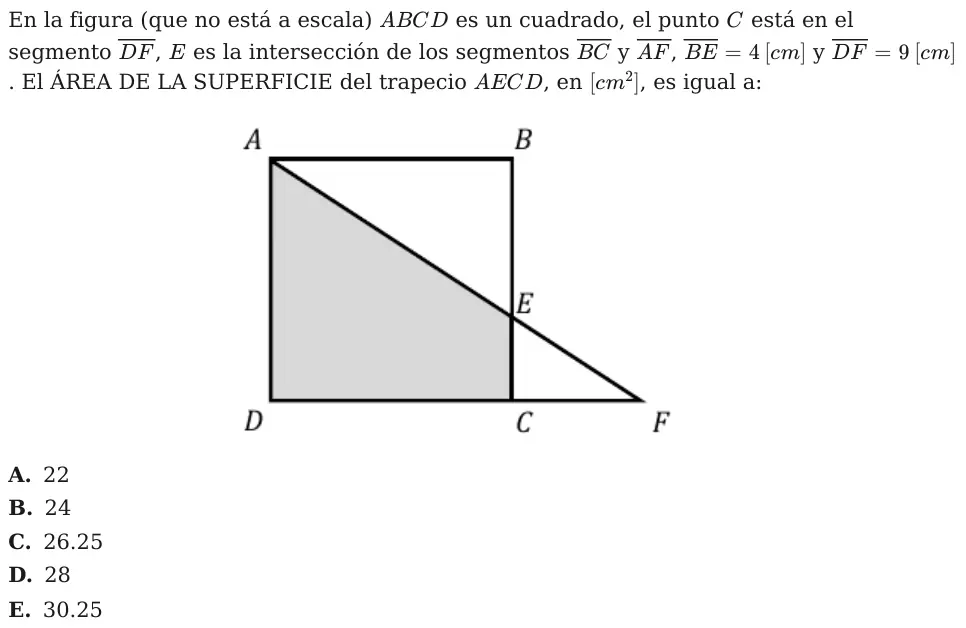 En la figura (que no está a escala) ABCD es un cuadrado, el punto C está en el
segmento DF, E es la intersección de los segmentos BC y AF, BE = 4 [cm] y DF = 9 [cm]
. El ÁREA DE LA SUPERFICIE del trapecio AECD, en [cm²], es igual a:
A B
E
D C F
A. 22
B. 24
C. 26.25
D. 28
E. 30.25